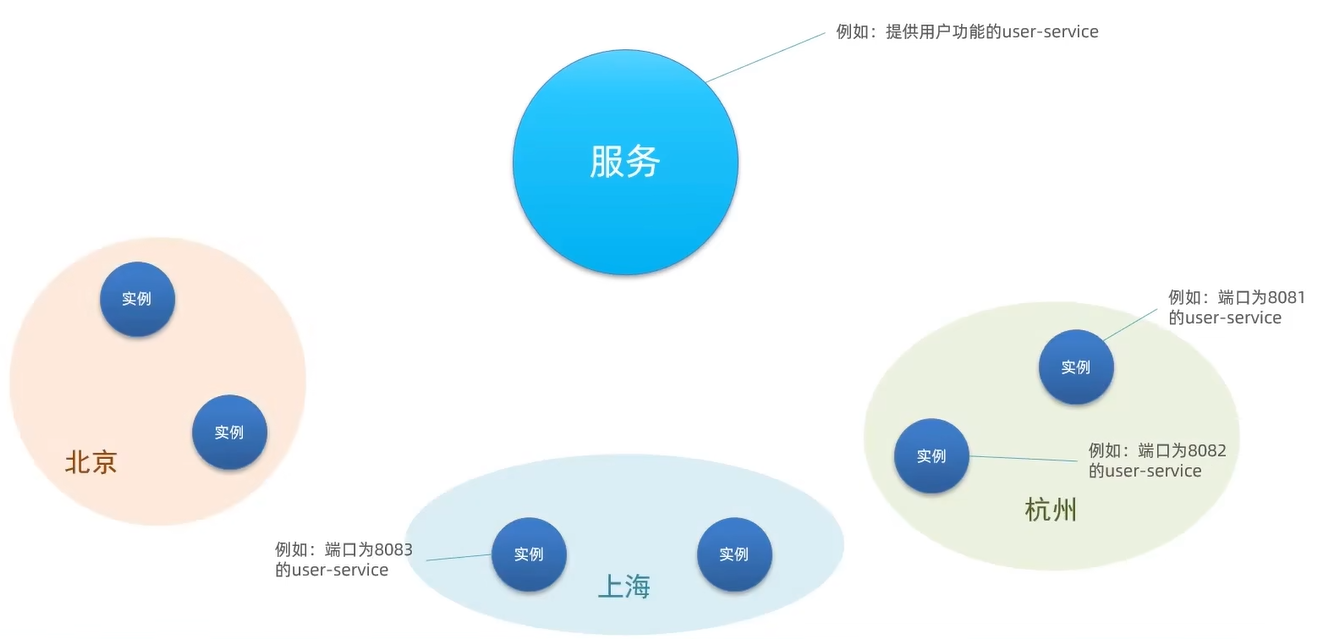 例如：提供用户功能的user-service
服务
实例
实例
北京
例如：端口为8081
的user-service
实例
实例
例如：端口为8082
的user-service
杭州
例如：端口为8083
的user-service
实例
实例
上海